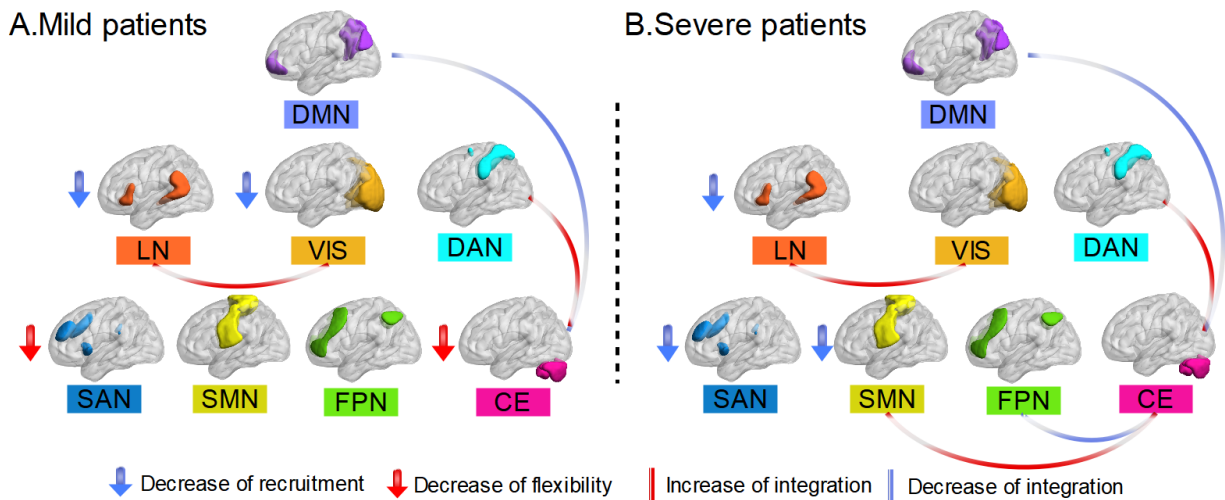 A.Mild patients
DMN
LN
VIS
DAN
SAN
SMN
FPN
CE
B.Severe patients
DMN
LN
VIS
DAN
SAN
SMN
FPN
CE
Decrease of recruitment
Decrease of flexibility
Increase of integration
Decrease of integration